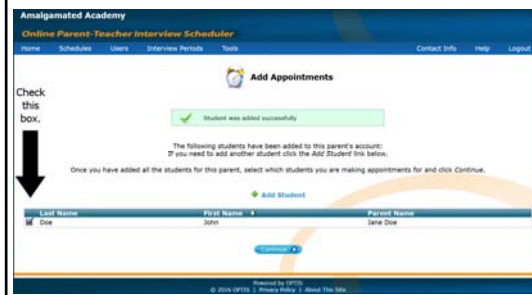 Amalgamated Academy
Online Parent-Teacher Interview Scheduler
Home Schedules Users Interview Periods Tools Contact Info Help Logout
Add Appointments
Check
this
box.
Student was added successfully
The following students have been added to this parent's account:
If you need to add another student click the Add Student link below.
Once you have added all the students for this parent, select which students you are making appointments for and click Continue.
Add Student
Last Name First Name Parent Name
Doe John Jane Doe
Continue
Powered by OPTIS
© 2016 OPTIS | Privacy Policy | About This Site